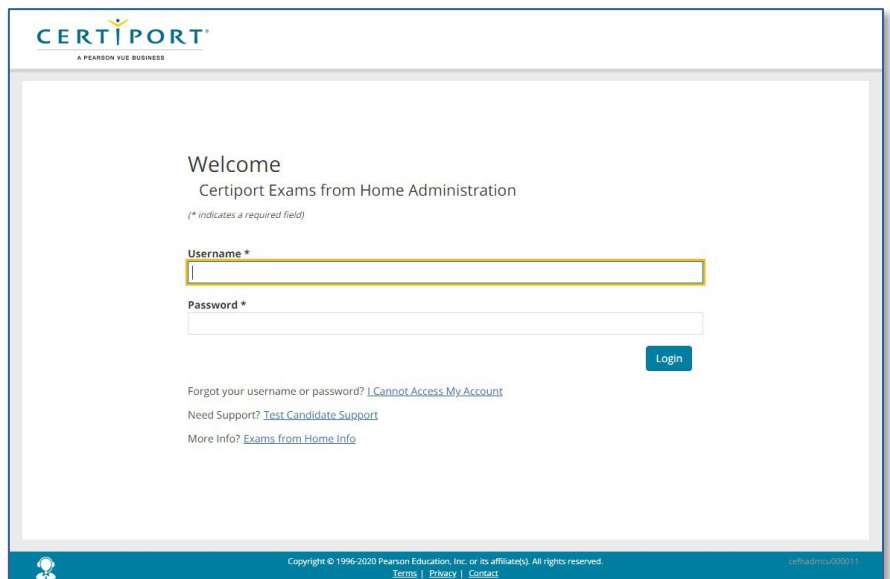 CERTIPORT
A PEARSON VUE BUSINESS
Welcome
Certiport Exams from Home Administration
(* indicates a required field)
Username *
Password *
Login
Forgot your username or password? I Cannot Access My Account
Need Support? Test Candidate Support
More Info? Exams from Home Info
Copyright © 1996-2020 Pearson Education, Inc. or its affiliate(s). All rights reserved.
cefhadmcu000011
Terms | Privacy | Contact